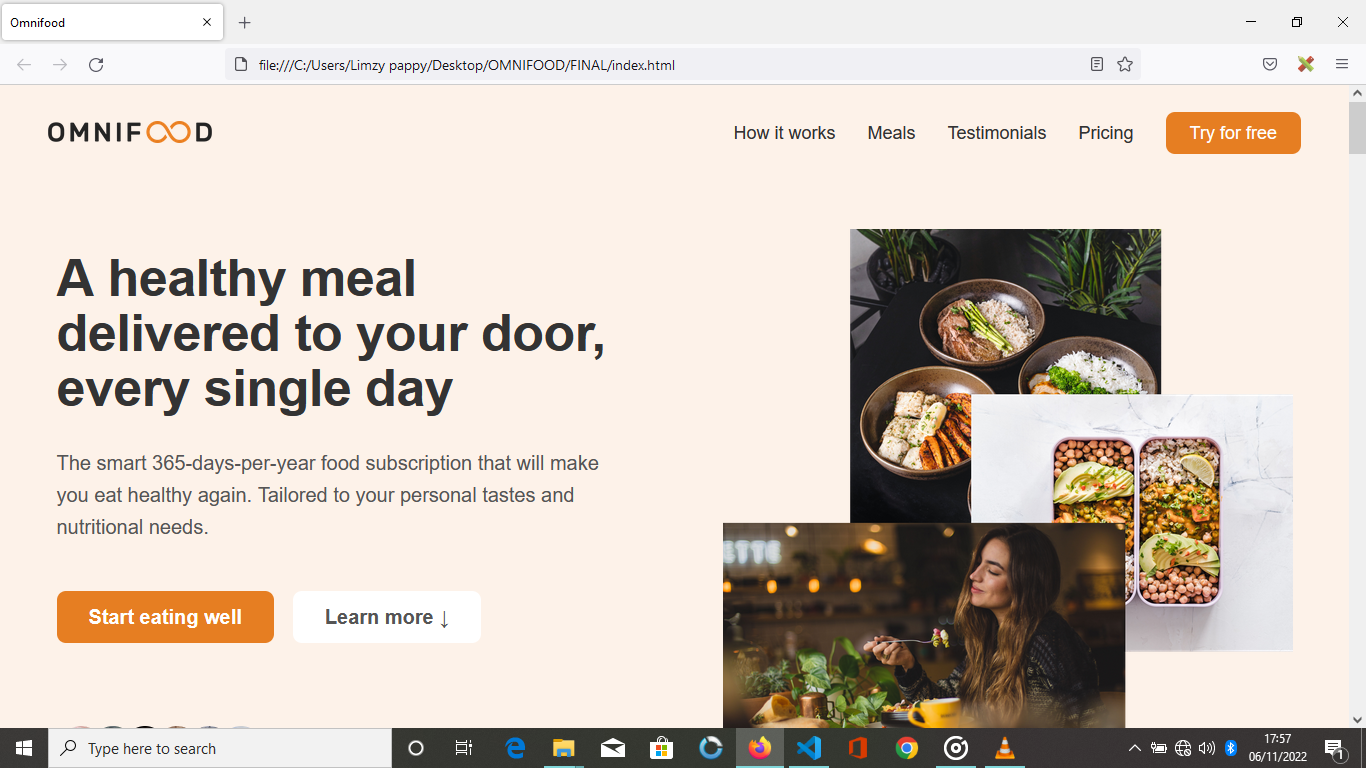 Omnifood
file:///C:/Users/Limzy pappy/Desktop/OMNIFOOD/FINAL/index.html
OMNIFOOD
How it works
Meals
Testimonials
Pricing
Try for free
A healthy meal
delivered to your door,
every single day
The smart 365-days-per-year food subscription that will make
you eat healthy again. Tailored to your personal tastes and
nutritional needs.
Start eating well
Learn more ↓
ETTE
Type here to search
17:57
06/11/2022
1